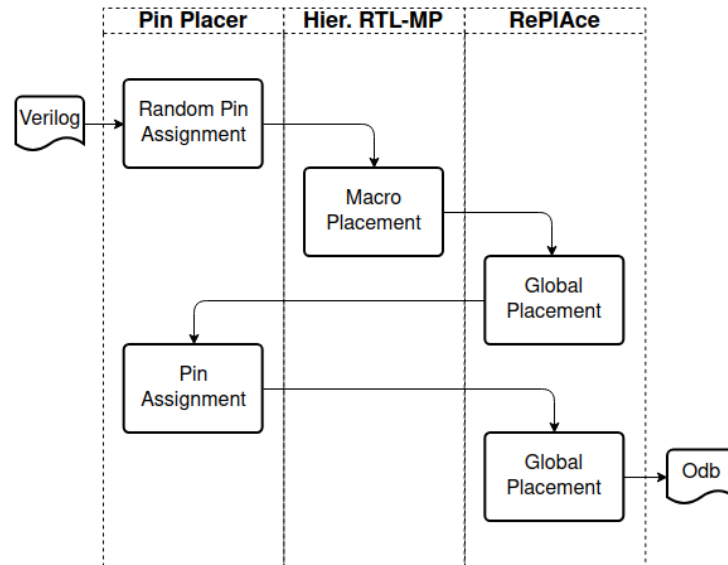 Pin Placer
Hier. RTL-MP
RePlAce
Verilog
Random Pin
Assignment
Macro
Placement
Global
Placement
Pin
Assignment
Global
Placement
Odb